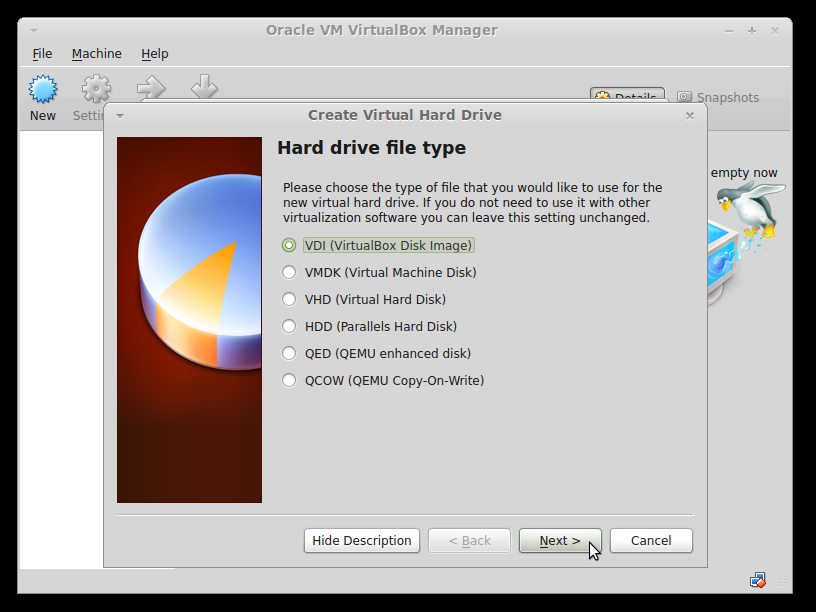 Oracle VM VirtualBox Manager
File Machine Help
New
Details Snapshots
Create Virtual Hard Drive
empty now
Hard drive file type
Please choose the type of file that you would like to use for the
new virtual hard drive. If you do not need to use it with other
virtualization software you can leave this setting unchanged.
VDI (VirtualBox Disk Image)
VMDK (Virtual Machine Disk)
VHD (Virtual Hard Disk)
HDD (Parallels Hard Disk)
QED (QEMU enhanced disk)
QCOW (QEMU Copy-On-Write)
Hide Description < Back Next > Cancel